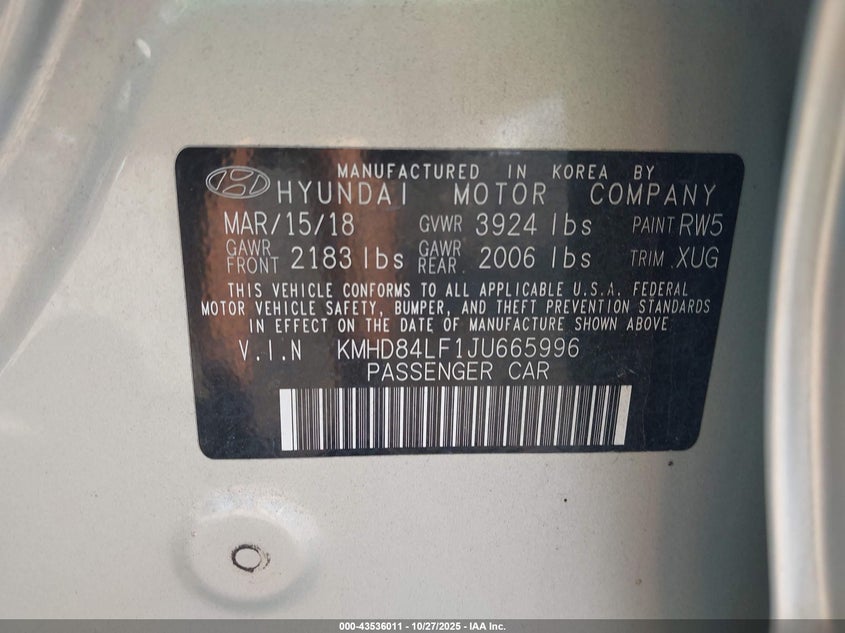 MANUFACTURED IN KOREA BY
HYUNDAI MOTOR COMPANY
MAR/15/18 GVWR 3924 lbs PAINT RW5
GAWR FRONT 2183 lbs GAWR REAR. 2006 lbs TRIM .XUG
THIS VEHICLE CONFORMS TO ALL APPLICABLE U.S.A. FEDERAL
MOTOR VEHICLE SAFETY, BUMPER, AND THEFT PREVENTION STANDARDS
IN EFFECT ON THE DATE OF MANUFACTURE SHOWN ABOVE
V.I.N KMHD84LF1JU665996
PASSENGER CAR
000-43536011 - 10/27/2025 - IAA Inc.